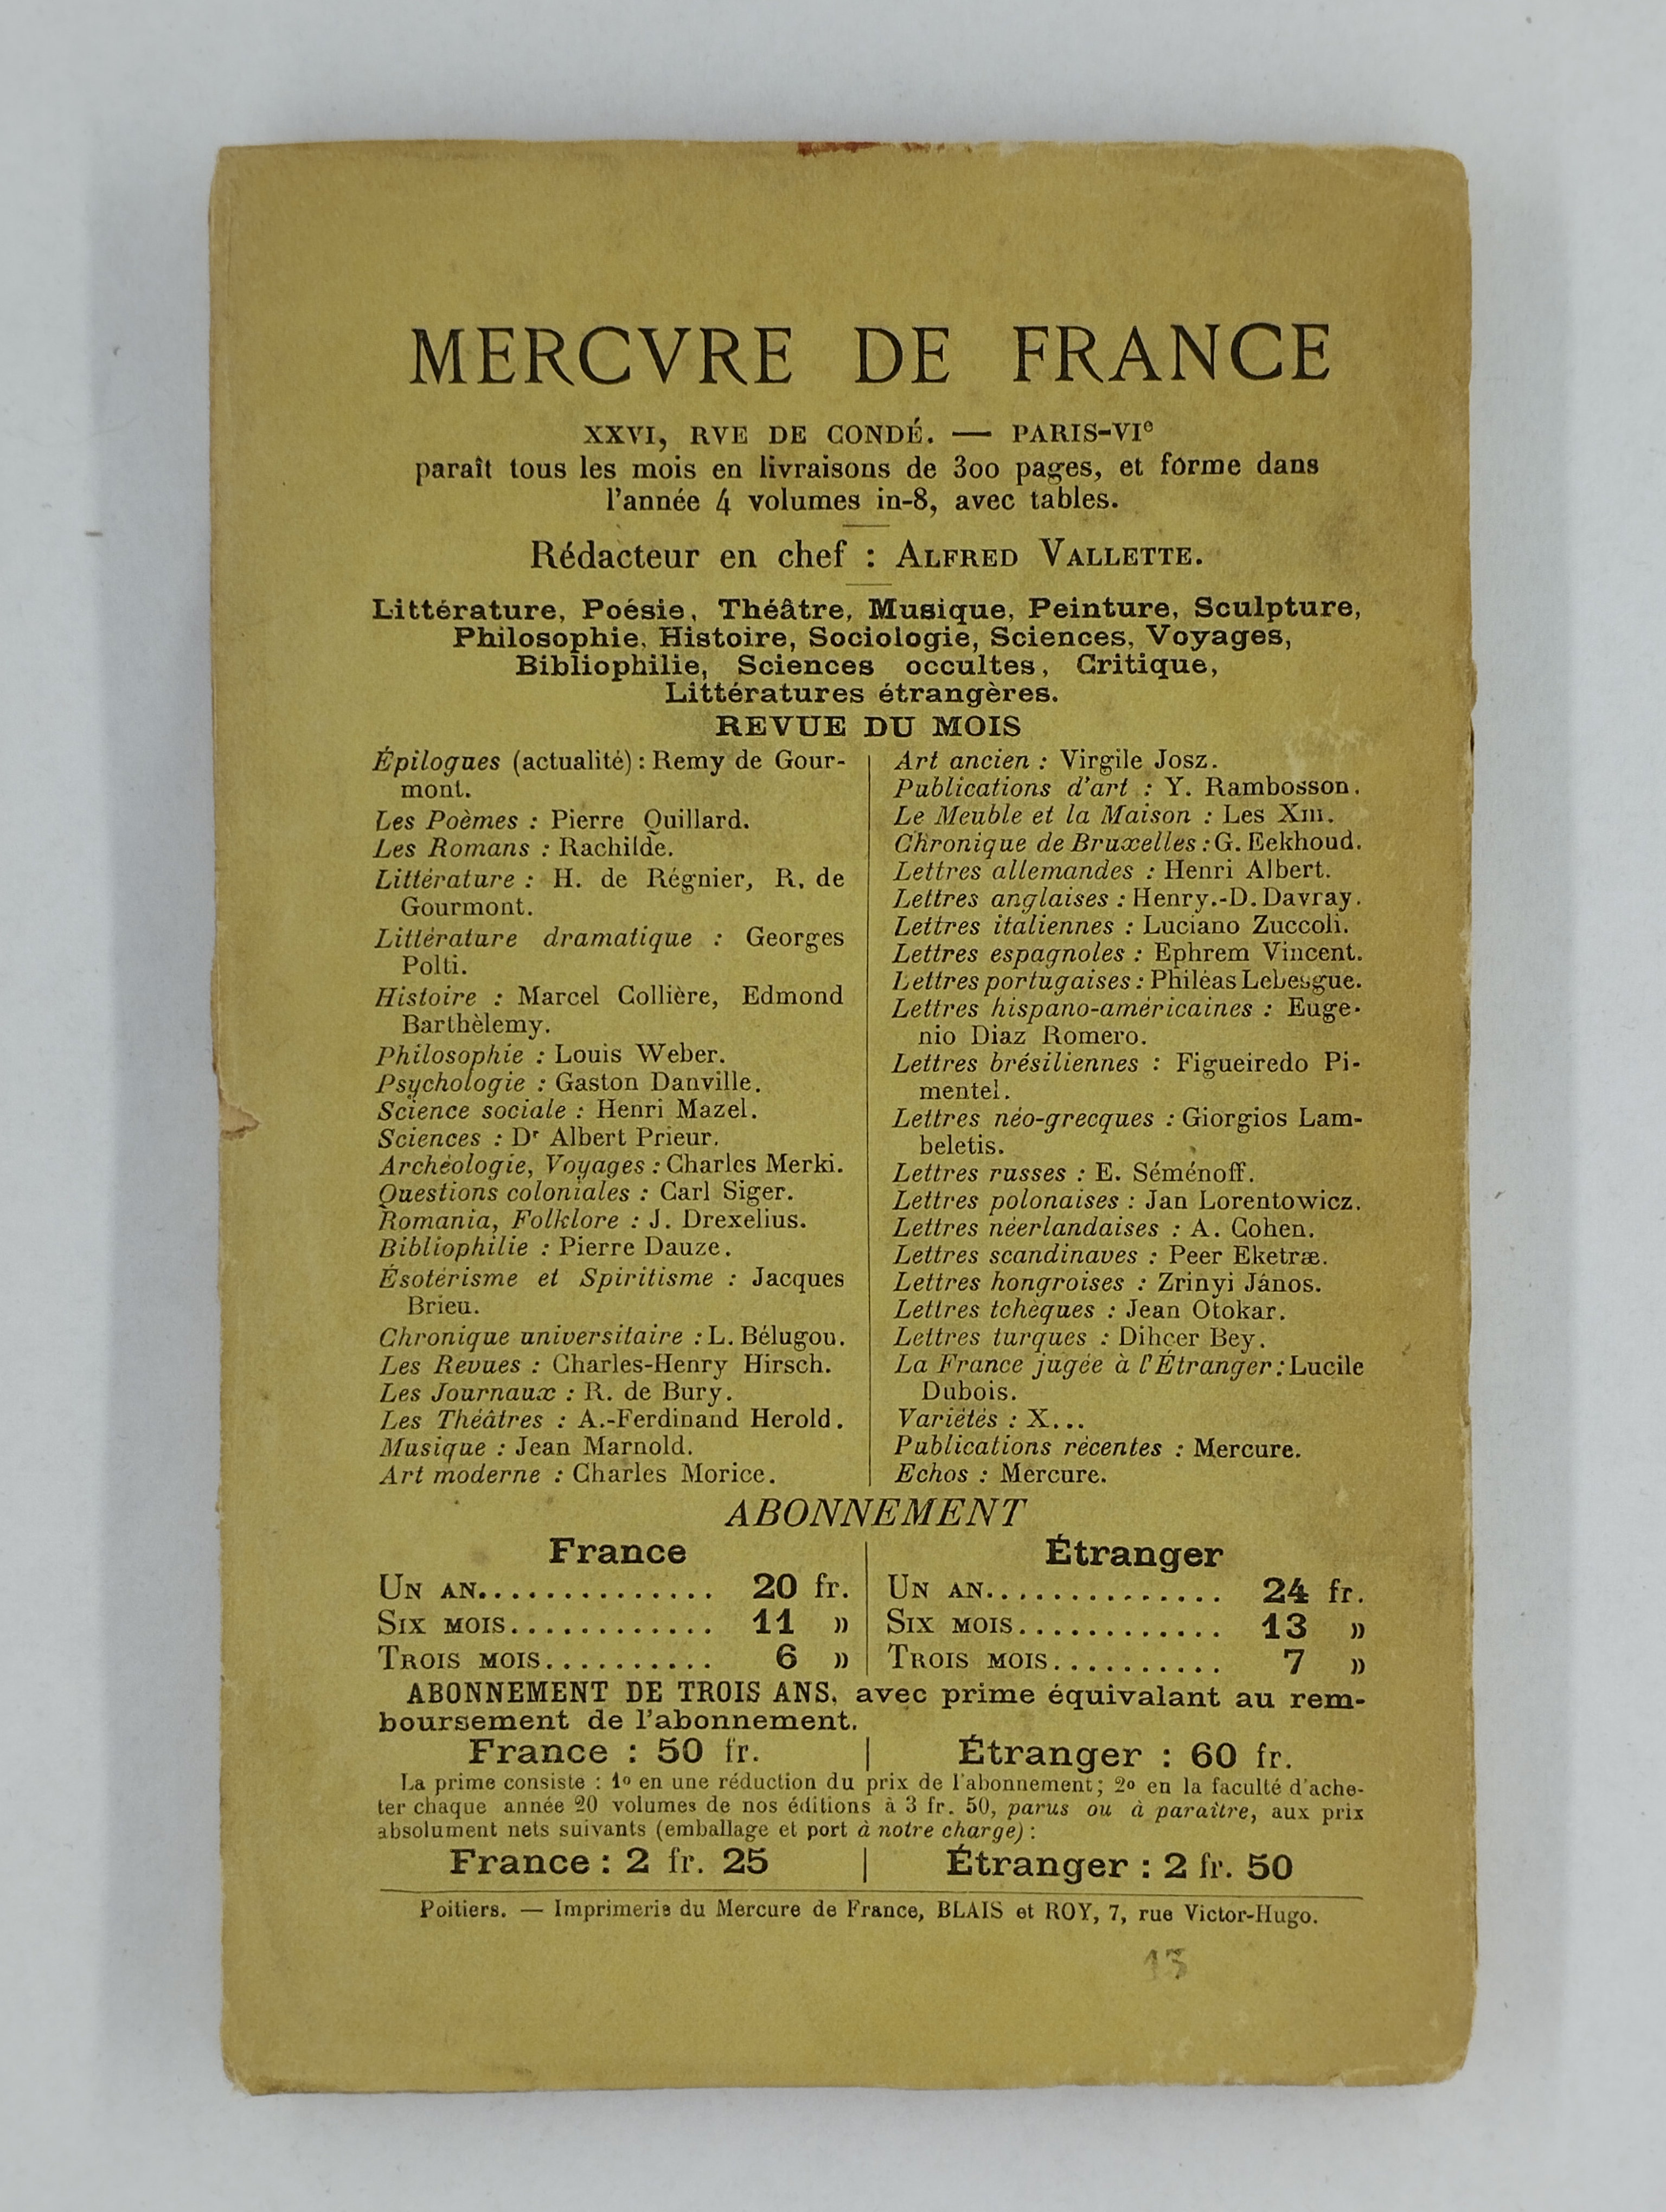 MERCVRE DE FRANCE
XXVI, RVE DE CONDÉ. — PARIS-VIe
paraît tous les mois en livraisons de 300 pages, et forme dans
l'année 4 volumes in-8, avec tables.
Rédacteur en chef : ALFRED VALLETTE.
Littérature, Poésie, Théâtre, Musique, Peinture, Sculpture,
Philosophie, Histoire, Sociologie, Sciences, Voyages,
Bibliophilie, Sciences occultes, Critique,
Littératures étrangères.
REVUE DU MOIS
Épilogues (actualité) : Remy de Gour-
mont.
Les Poèmes : Pierre Quillard.
Les Romans : Rachilde.
Littérature : H. de Régnier, R. de
Gourmont.
Littérature dramatique : Georges
Polti.
Histoire : Marcel Collière, Edmond
Barthèlemy.
Philosophie : Louis Weber.
Psychologie : Gaston Danville.
Science sociale : Henri Mazel.
Sciences : Dr Albert Prieur.
Archéologie, Voyages : Charles Merki.
Questions coloniales : Carl Siger.
Romania, Folklore : J. Drexelius.
Bibliophilie : Pierre Dauze.
Ésotérisme et Spiritisme : Jacques
Brieu.
Chronique universitaire : L. Bélugou.
Les Revues : Charles-Henry Hirsch.
Les Journaux : R. de Bury.
Les Théâtres : A.-Ferdinand Herold.
Musique : Jean Marnold.
Art moderne : Charles Morice.
Art ancien : Virgile Josz.
Publications d'art : Y. Rambosson.
Le Meuble et la Maison : Les XIII.
Chronique de Bruxelles : G. Eekhoud.
Lettres allemandes : Henri Albert.
Lettres anglaises : Henry.-D. Davray.
Lettres italiennes : Luciano Zuccoli.
Lettres espagnoles : Ephrem Vincent.
Lettres portugaises : Philéas Lebesgue.
Lettres hispano-américaines : Euge-
nio Diaz Romero.
Lettres brésiliennes : Figueiredo Pi-
mentel.
Lettres néo-grecques : Giorgios Lam-
beletis.
Lettres russes : E. Séménoff.
Lettres polonaises : Jan Lorentowicz.
Lettres néerlandaises : A. Cohen.
Lettres scandinaves : Peer Eketræ.
Lettres hongroises : Zrinyi János.
Lettres tchèques : Jean Otokar.
Lettres turques : Dihçer Bey.
La France jugée à l'Étranger : Lucile
Dubois.
Variétés : X...
Publications récentes : Mercure.
Echos : Mercure.
ABONNEMENT
France
UN AN.............. 20 fr.
SIX MOIS............ 11 »
TROIS MOIS.......... 6 »
Étranger
UN AN.............. 24 fr.
SIX MOIS............ 13 »
TROIS MOIS.......... 7 »
ABONNEMENT DE TROIS ANS, avec prime équivalant au rem-
boursement de l'abonnement.
France : 50 fr. | Étranger : 60 fr.
La prime consiste : 1o en une réduction du prix de l'abonnement; 2o en la faculté d'ache-
ter chaque année 20 volumes de nos éditions à 3 fr. 50, parus ou à paraître, aux prix
absolument nets suivants (emballage et port à notre charge) :
France : 2 fr. 25 | Étranger : 2 fr. 50
Poitiers. — Imprimerie du Mercure de France, BLAIS et ROY, 7, rue Victor-Hugo.
13